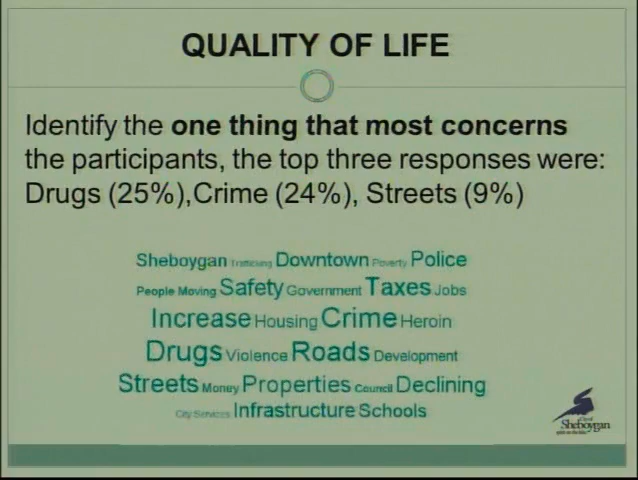 QUALITY OF LIFE
Identify the one thing that most concerns
the participants, the top three responses were:
Drugs (25%),Crime (24%), Streets (9%)
Sheboygan Trafficking Downtown Poverty Police
People Moving Safety Government Taxes Jobs
Increase Housing Crime Heroin
Drugs Violence Roads Development
Streets Money Properties Council Declining
City Services Infrastructure Schools
City of
Sheboygan